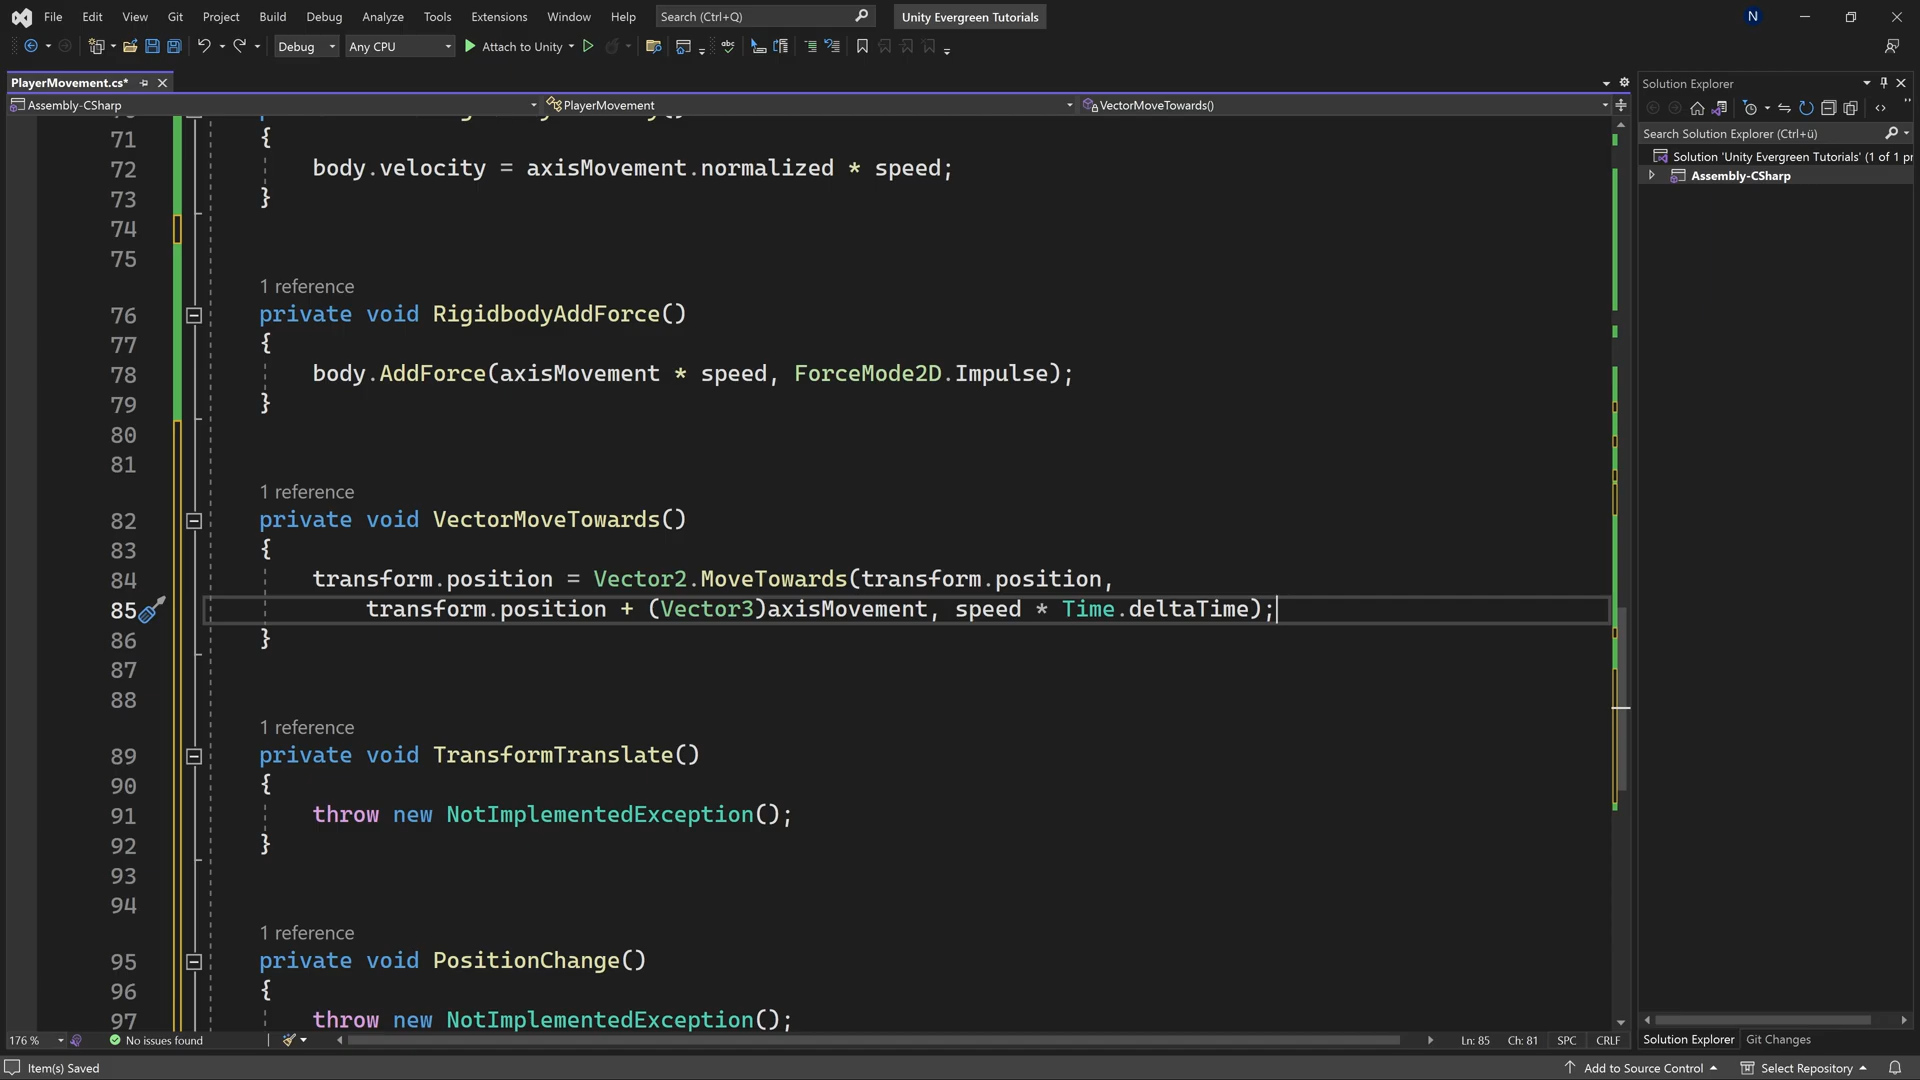 File Edit View Git Project Build Debug Test Analyze Tools Extensions Window Help Search (Ctrl+Q) Unity Evergreen Tutorials N
Debug Any CPU Attach to Unity
PlayerMovement.cs*
Assembly-CSharp PlayerMovement VectorMoveTowards()
71 {
72 body.velocity = axisMovement.normalized * speed;
73 }
74
75
1 reference
76 private void RigidbodyAddForce()
77 {
78 body.AddForce(axisMovement * speed, ForceMode2D.Impulse);
79 }
80
81
1 reference
82 private void VectorMoveTowards()
83 {
84 transform.position = Vector2.MoveTowards(transform.position,
85 transform.position + (Vector3)axisMovement, speed * Time.deltaTime);
86 }
87
88
1 reference
89 private void TransformTranslate()
90 {
91 throw new NotImplementedException();
92 }
93
94
1 reference
95 private void PositionChange()
96 {
97 throw new NotImplementedException();
176 % No issues found Ln: 85 Ch: 81 SPC CRLF
Item(s) Saved Add to Source Control Select Repository
Solution Explorer
Search Solution Explorer (Ctrl+ü)
Solution 'Unity Evergreen Tutorials' (1 of 1 pr
Assembly-CSharp
Solution Explorer Git Changes